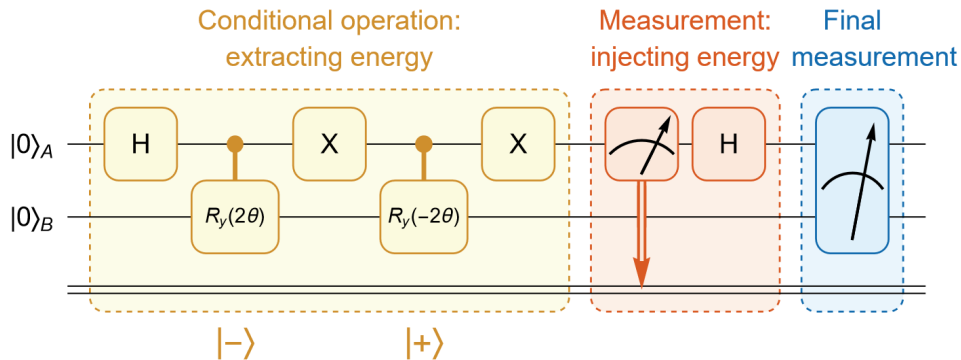 Conditional operation:
extracting energy
Measurement:
injecting energy
Final
measurement
|0⟩A
H
X
X
H
Ry(2θ)
Ry(−2θ)
|0⟩B
|−⟩
|+⟩